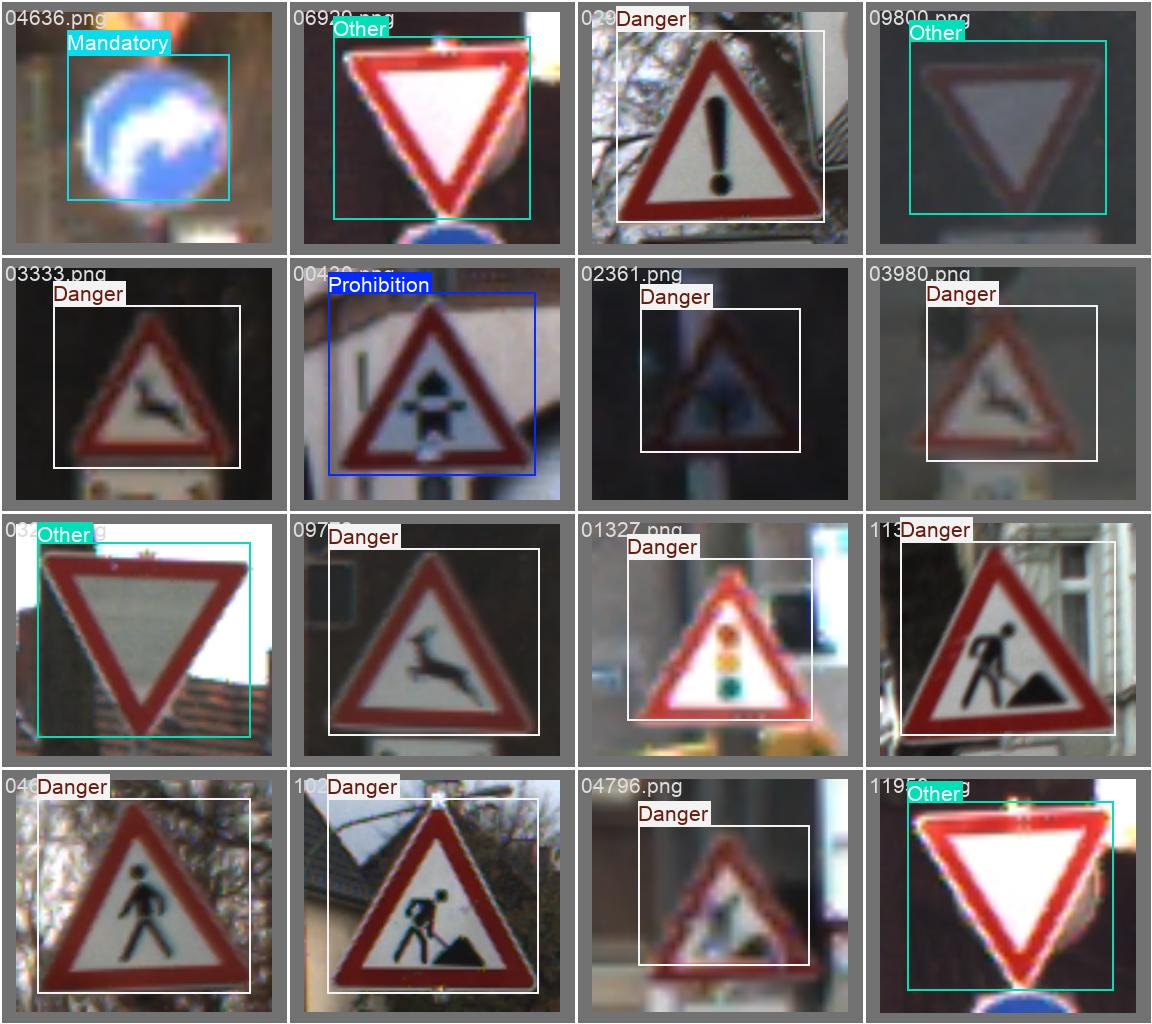 04636.png
Mandatory
Other
Danger
09800.png
Other
03333.png
Danger
Prohibition
02361.png
Danger
03980.png
Danger
Other
Danger
01327.png
Danger
Danger
Danger
Danger
04796.png
Danger
Other